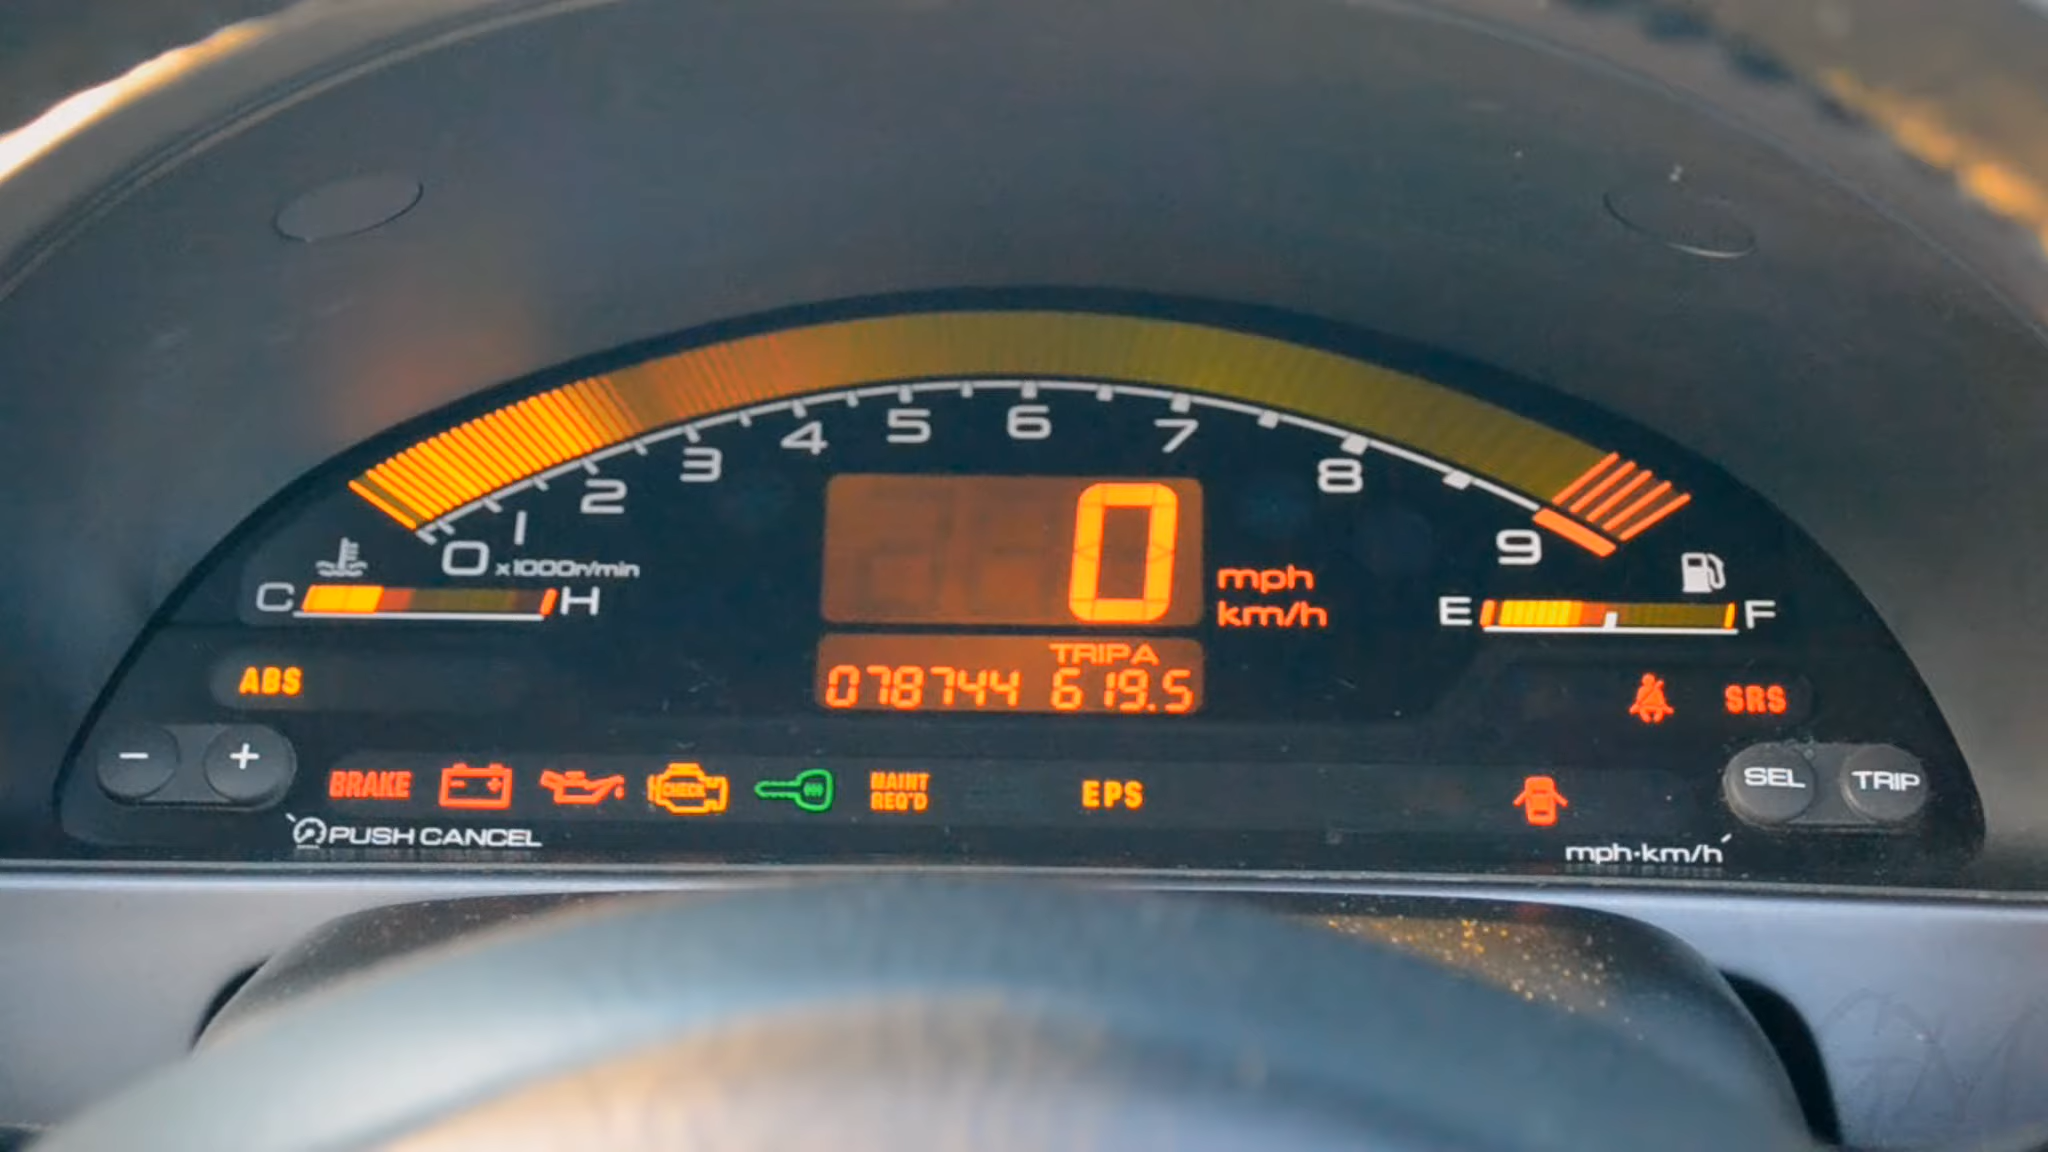 0 1 2 3 4 5 6 7 8 9
x1000r/min
C H
0
mph
km/h
E F
TRIP A
078744 619.5
ABS
SRS
- +
BRAKE
CHECK
MAINT
REQ'D
EPS
SEL TRIP
PUSH CANCEL
mph·km/h